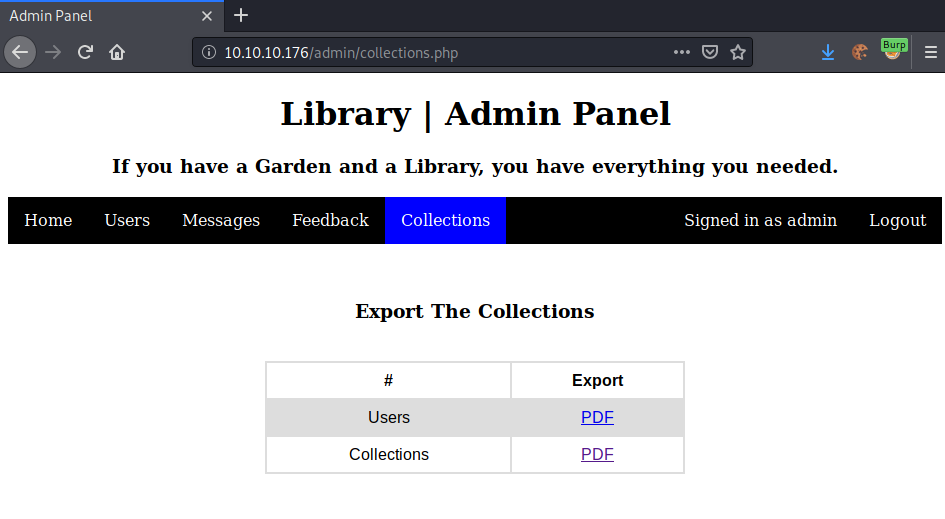 Admin Panel
10.10.10.176/admin/collections.php
Burp
Library | Admin Panel
If you have a Garden and a Library, you have everything you needed.
Home Users Messages Feedback Collections Signed in as admin Logout
Export The Collections
# Export
Users PDF
Collections PDF